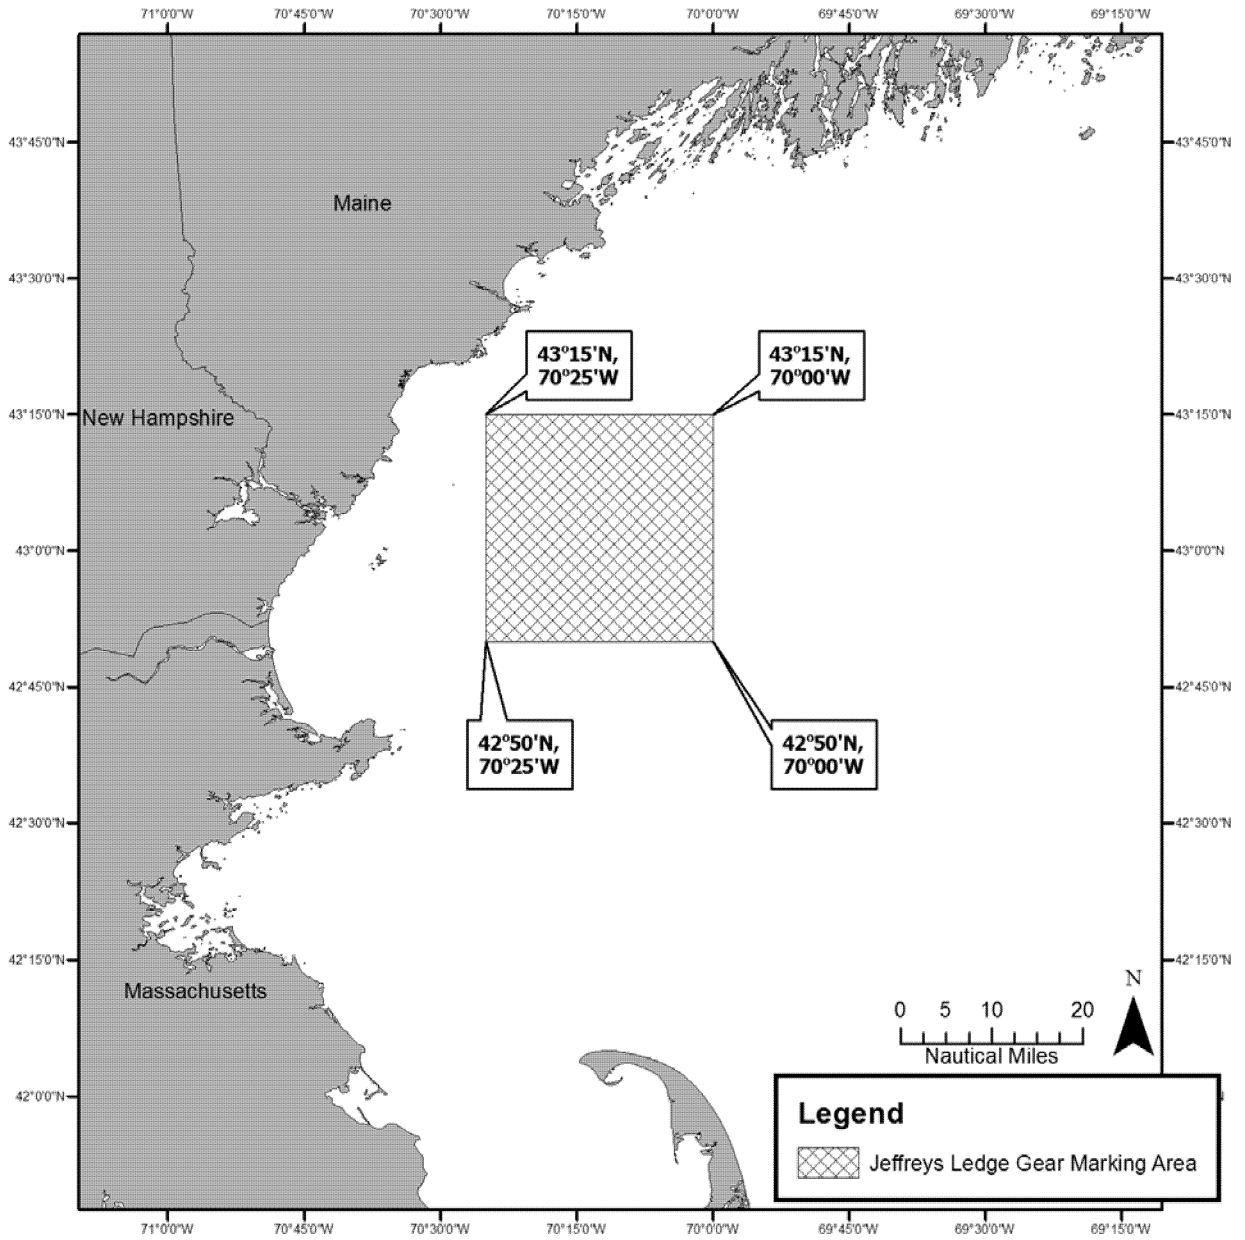 71°0'0"W
70°45'0"W
70°30'0"W
70°15'0"W
70°0'0"W
69°45'0"W
69°30'0"W
69°15'0"W
43°45'0"N
43°45'0"N
Maine
43°30'0"N
43°30'0"N
43°15'N,
70°25'W
43°15'N,
70°00'W
43°15'0"N
43°15'0"N
New Hampshire
43°0'0"N
43°0'0"N
42°45'0"N
42°45'0"N
42°50'N,
70°25'W
42°50'N,
70°00'W
42°30'0"N
42°30'0"N
42°15'0"N
42°15'0"N
Massachusetts
N
0 5 10 20
Nautical Miles
42°0'0"N
Legend
Jeffreys Ledge Gear Marking Area
71°0'0"W
70°45'0"W
70°30'0"W
70°15'0"W
70°0'0"W
69°45'0"W
69°30'0"W
69°15'0"W